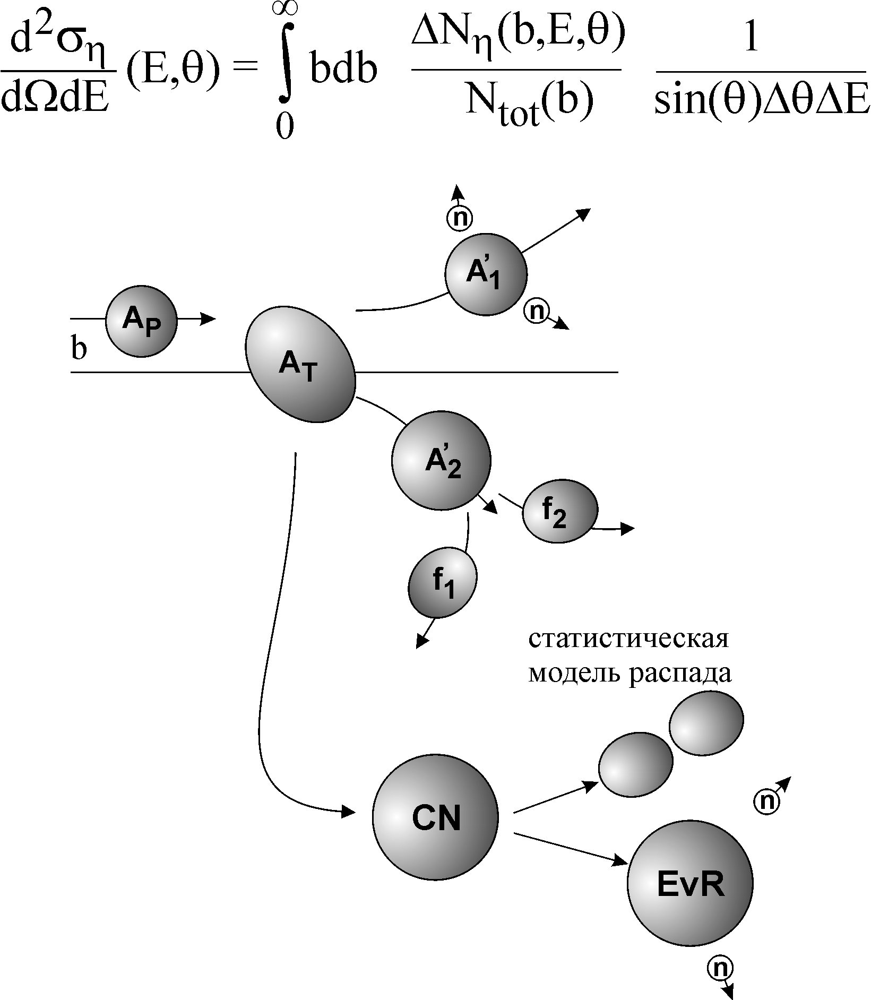 d²σ_η/dΩdE (E,θ) = ∫₀^∞ bdb ΔN_η(b,E,θ)/N_tot(b) 1/sin(θ)ΔθΔE
n
A'₁
n
A_P
b
A_T
A'₂
f₂
f₁
статистическая
модель распада
n
CN
EvR
n